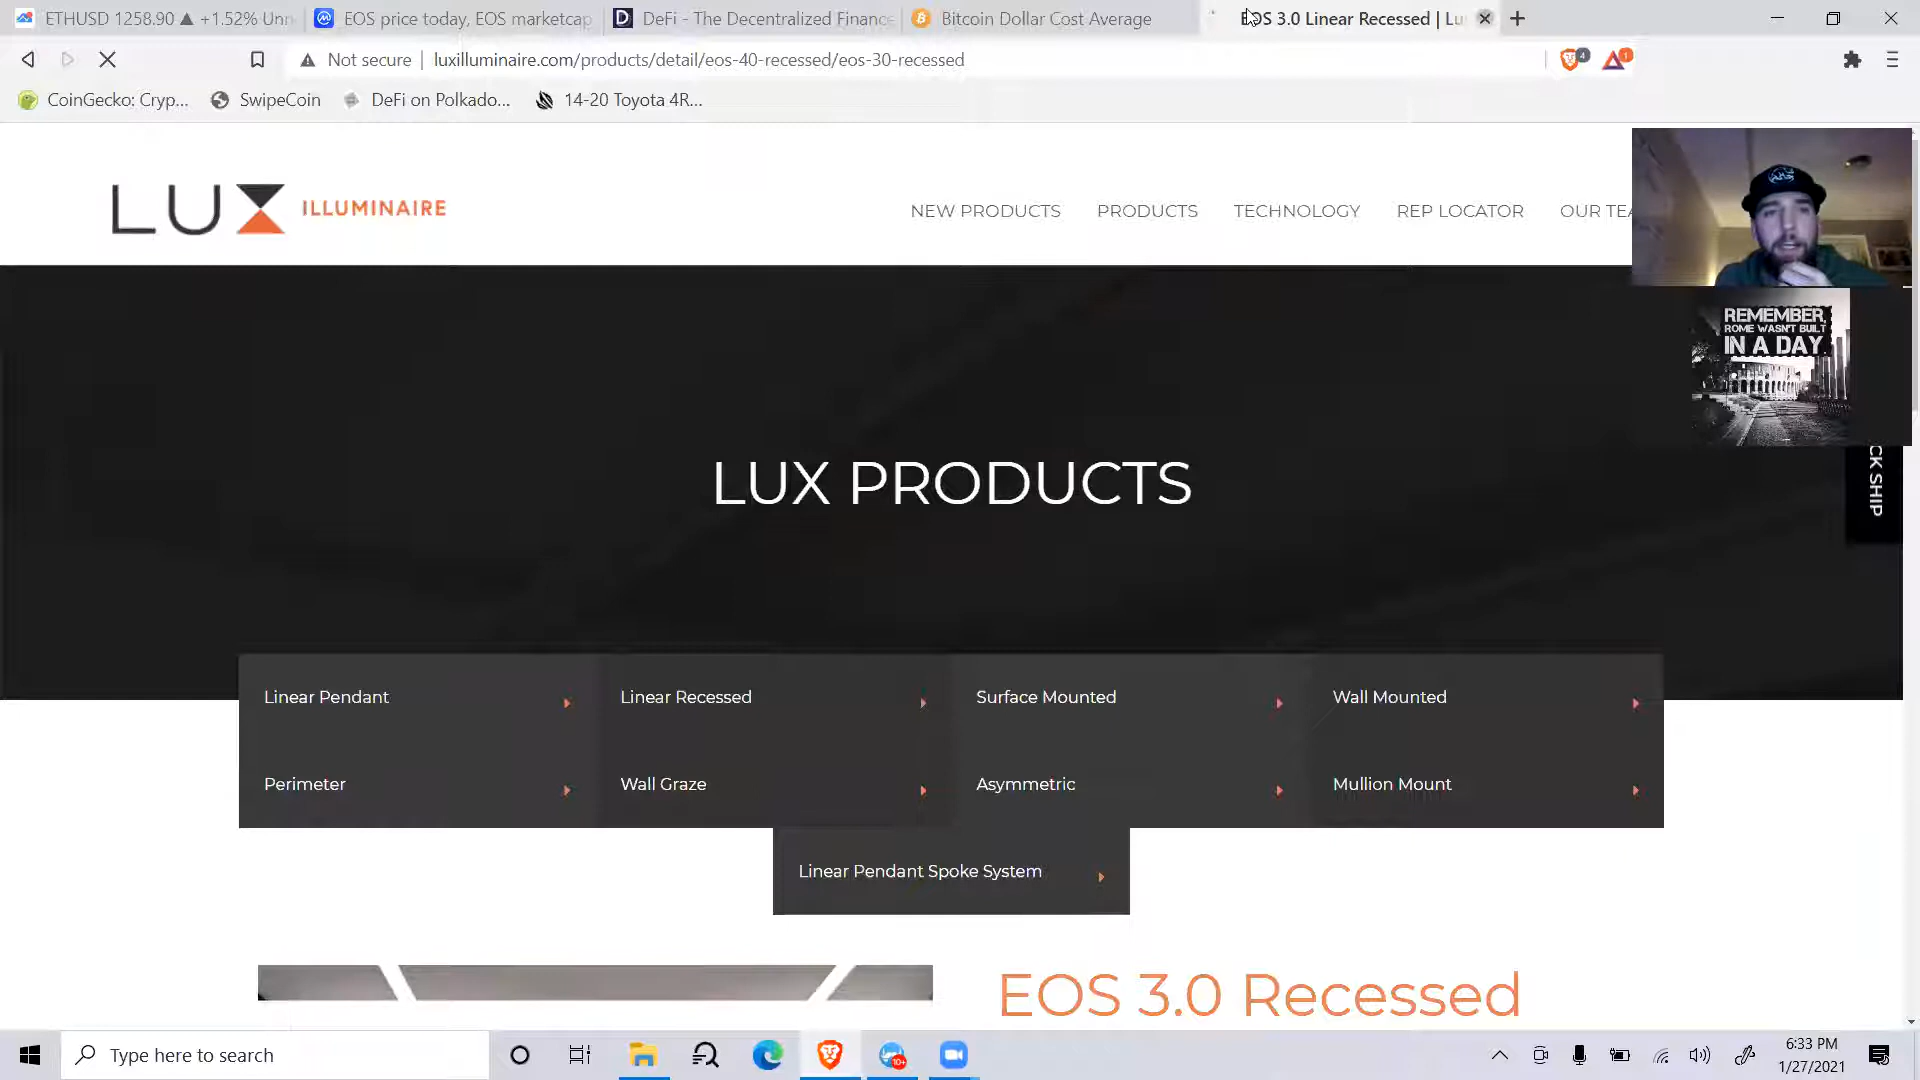 ETHUSD 1258.90 ▲ +1.52% Unn
EOS price today, EOS marketcap
DeFi - The Decentralized Finance
Bitcoin Dollar Cost Average
EOS 3.0 Linear Recessed | Lu
Not secure
luxilluminaire.com/products/detail/eos-40-recessed/eos-30-recessed
4
1
CoinGecko: Cryp...
SwipeCoin
DeFi on Polkado...
14-20 Toyota 4R...
LUX ILLUMINAIRE
NEW PRODUCTS
PRODUCTS
TECHNOLOGY
REP LOCATOR
OUR TEA
REMEMBER,
ROME WASN'T BUILT
IN A DAY
CK SHIP
LUX PRODUCTS
Linear Pendant
Linear Recessed
Surface Mounted
Wall Mounted
Perimeter
Wall Graze
Asymmetric
Mullion Mount
Linear Pendant Spoke System
EOS 3.0 Recessed
Type here to search
10+
6:33 PM
1/27/2021